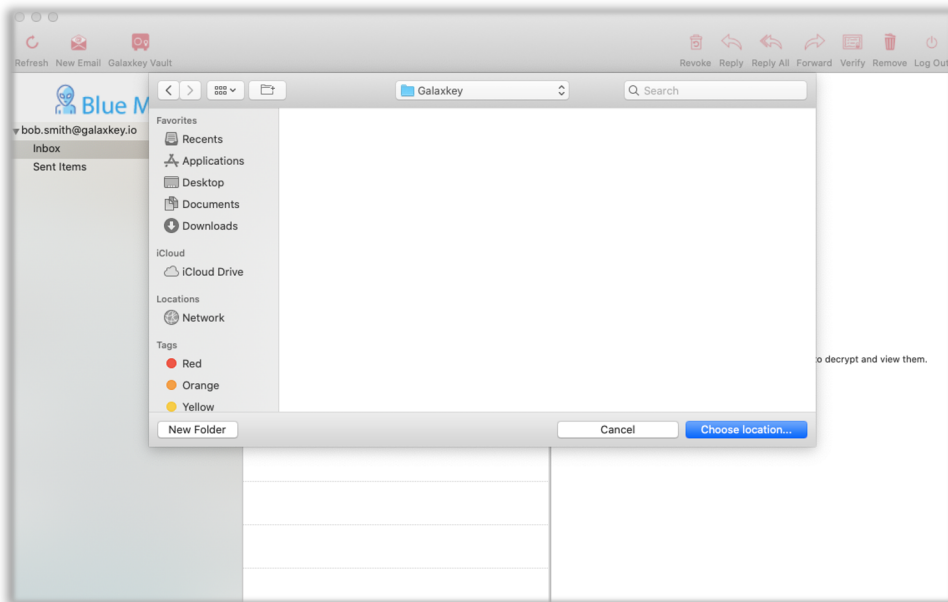 Refresh New Email Galaxkey Vault
Revoke Reply Reply All Forward Verify Remove Log Out
Galaxkey
Search
Blue M
bob.smith@galaxkey.io
Inbox
Sent Items
Favorites
Recents
Applications
Desktop
Documents
Downloads
iCloud
iCloud Drive
Locations
Network
Tags
Red
Orange
Yellow
o decrypt and view them.
New Folder
Cancel
Choose location...